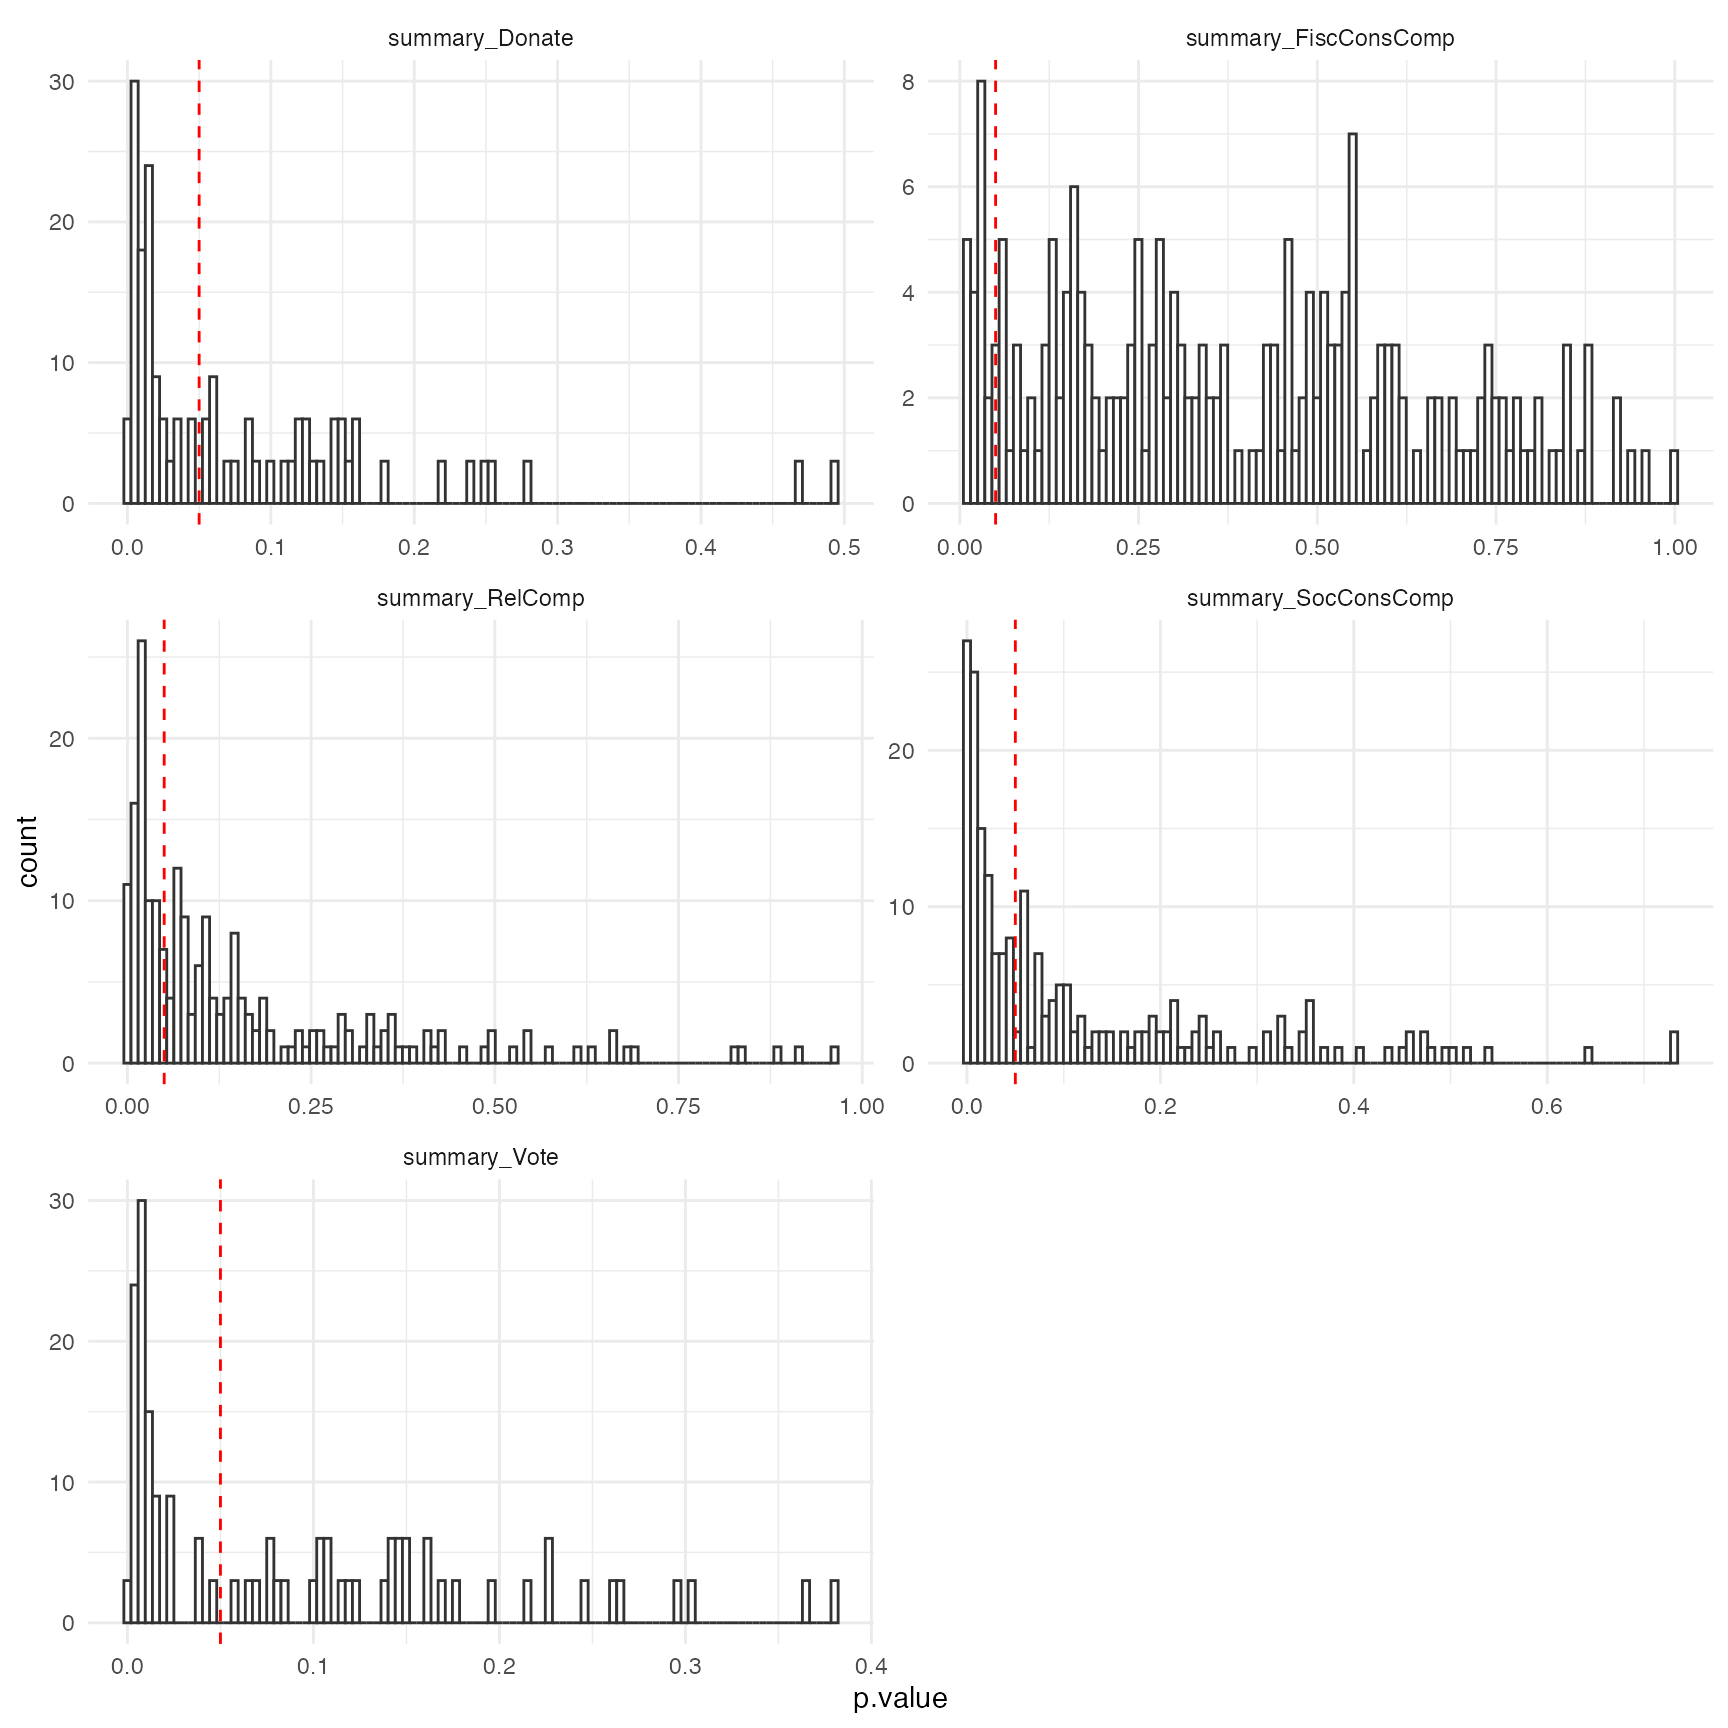 summary_Donate
summary_FiscConsComp
30
20
10
0
0.0 0.1 0.2 0.3 0.4 0.5
8
6
4
2
0
0.00 0.25 0.50 0.75 1.00
summary_RelComp
summary_SocConsComp
20
10
0
0.00 0.25 0.50 0.75 1.00
20
10
0
0.0 0.2 0.4 0.6
count
summary_Vote
30
20
10
0
0.0 0.1 0.2 0.3 0.4
p.value